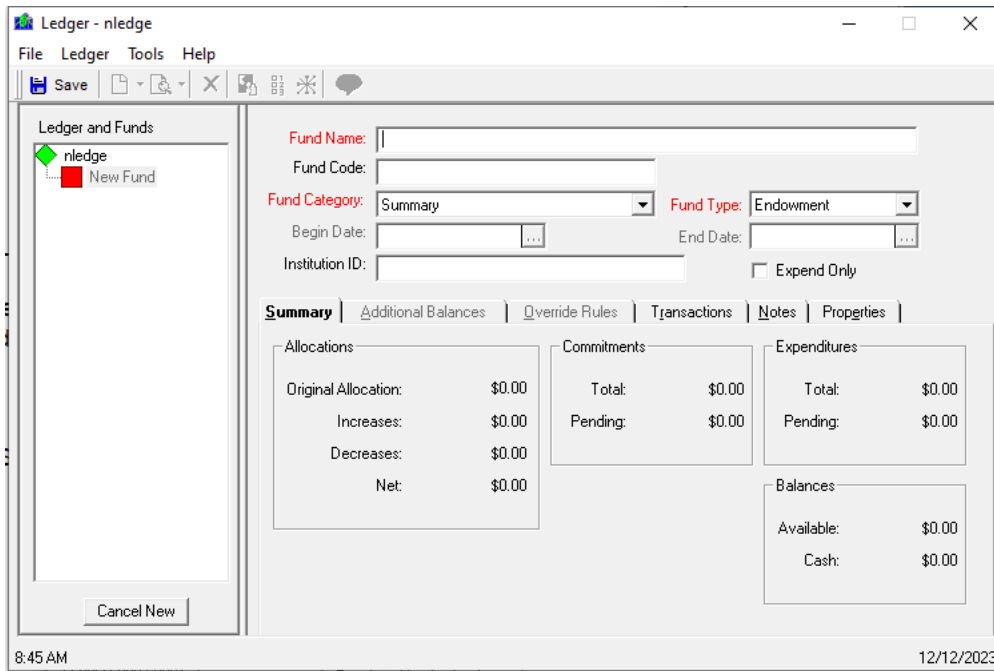 Ledger - nledge
File Ledger Tools Help
Save
Ledger and Funds
nledge
New Fund
Cancel New
Fund Name:
Fund Code:
Fund Category: Summary Fund Type: Endowment
Begin Date: ... End Date: ...
Institution ID: Expend Only
Summary Additional Balances Override Rules Transactions Notes Properties
Allocations
Original Allocation: $0.00
Increases: $0.00
Decreases: $0.00
Net: $0.00
Commitments
Total: $0.00
Pending: $0.00
Expenditures
Total: $0.00
Pending: $0.00
Balances
Available: $0.00
Cash: $0.00
8:45 AM 12/12/2023